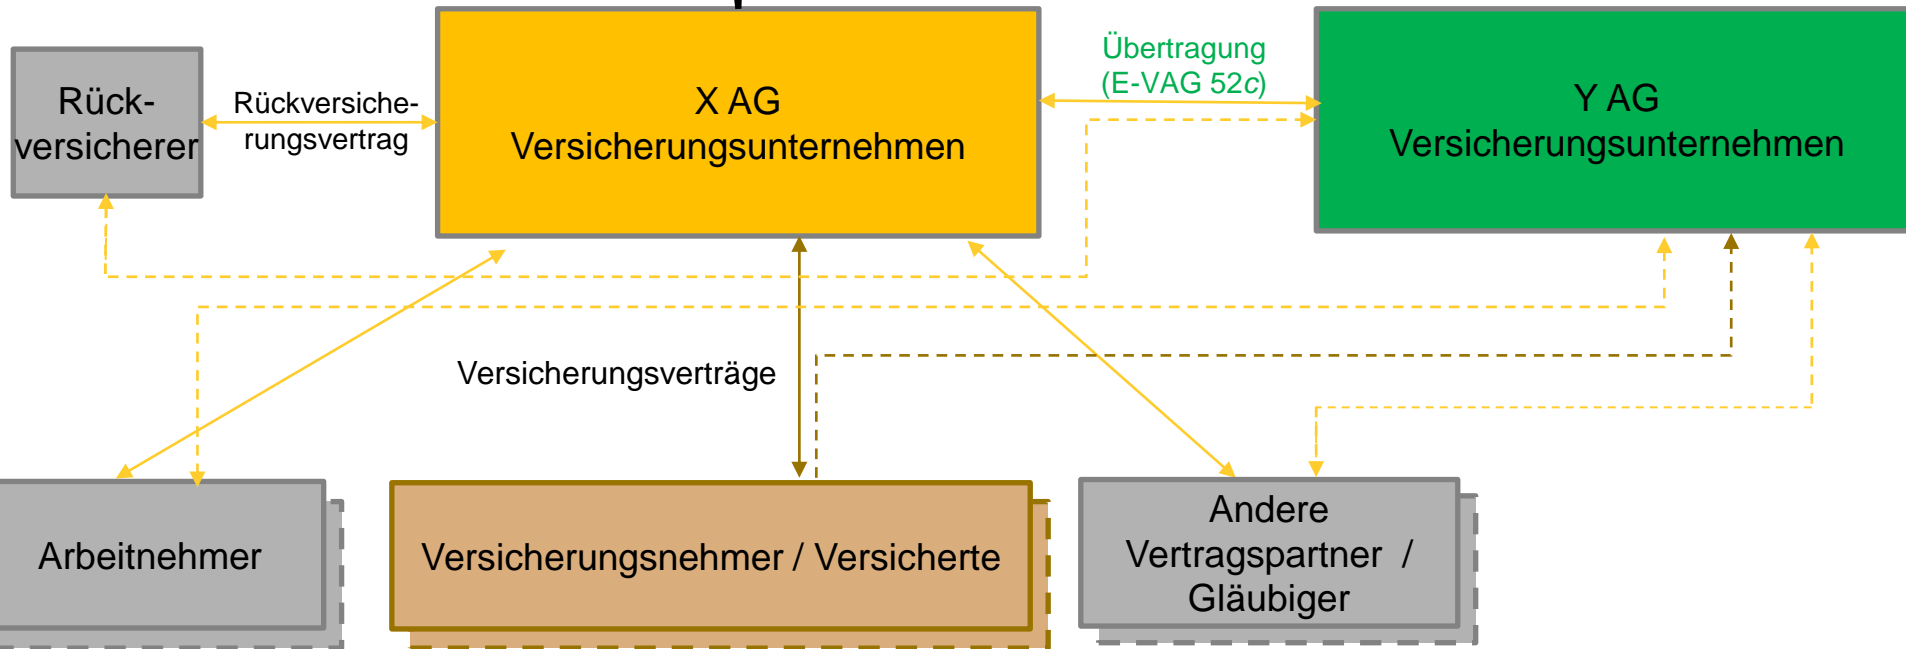 Rück-
versicherer
Rückversiche-
rungsvertrag
X AG
Versicherungsunternehmen
Übertragung
(E-VAG 52c)
Y AG
Versicherungsunternehmen
Versicherungsverträge
Arbeitnehmer
Versicherungsnehmer / Versicherte
Andere
Vertragspartner /
Gläubiger